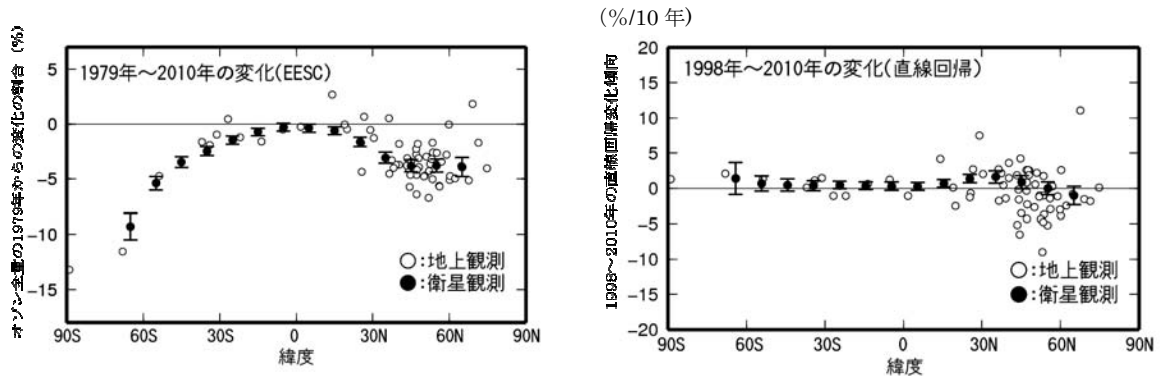 (%/10 年)
オゾン全量の1979年からの変化の割合 (%)
1979年～2010年の変化(EESC)
5
0
−5
−10
−15
○:地上観測
●:衛星観測
90S
60S
30S
0
30N
60N
90N
緯度
1998～2010年の直線回帰変化傾向
1998年～2010年の変化(直線回帰)
20
15
10
5
0
−5
−10
−15
−20
○:地上観測
●:衛星観測
90S
60S
30S
0
30N
60N
90N
緯度